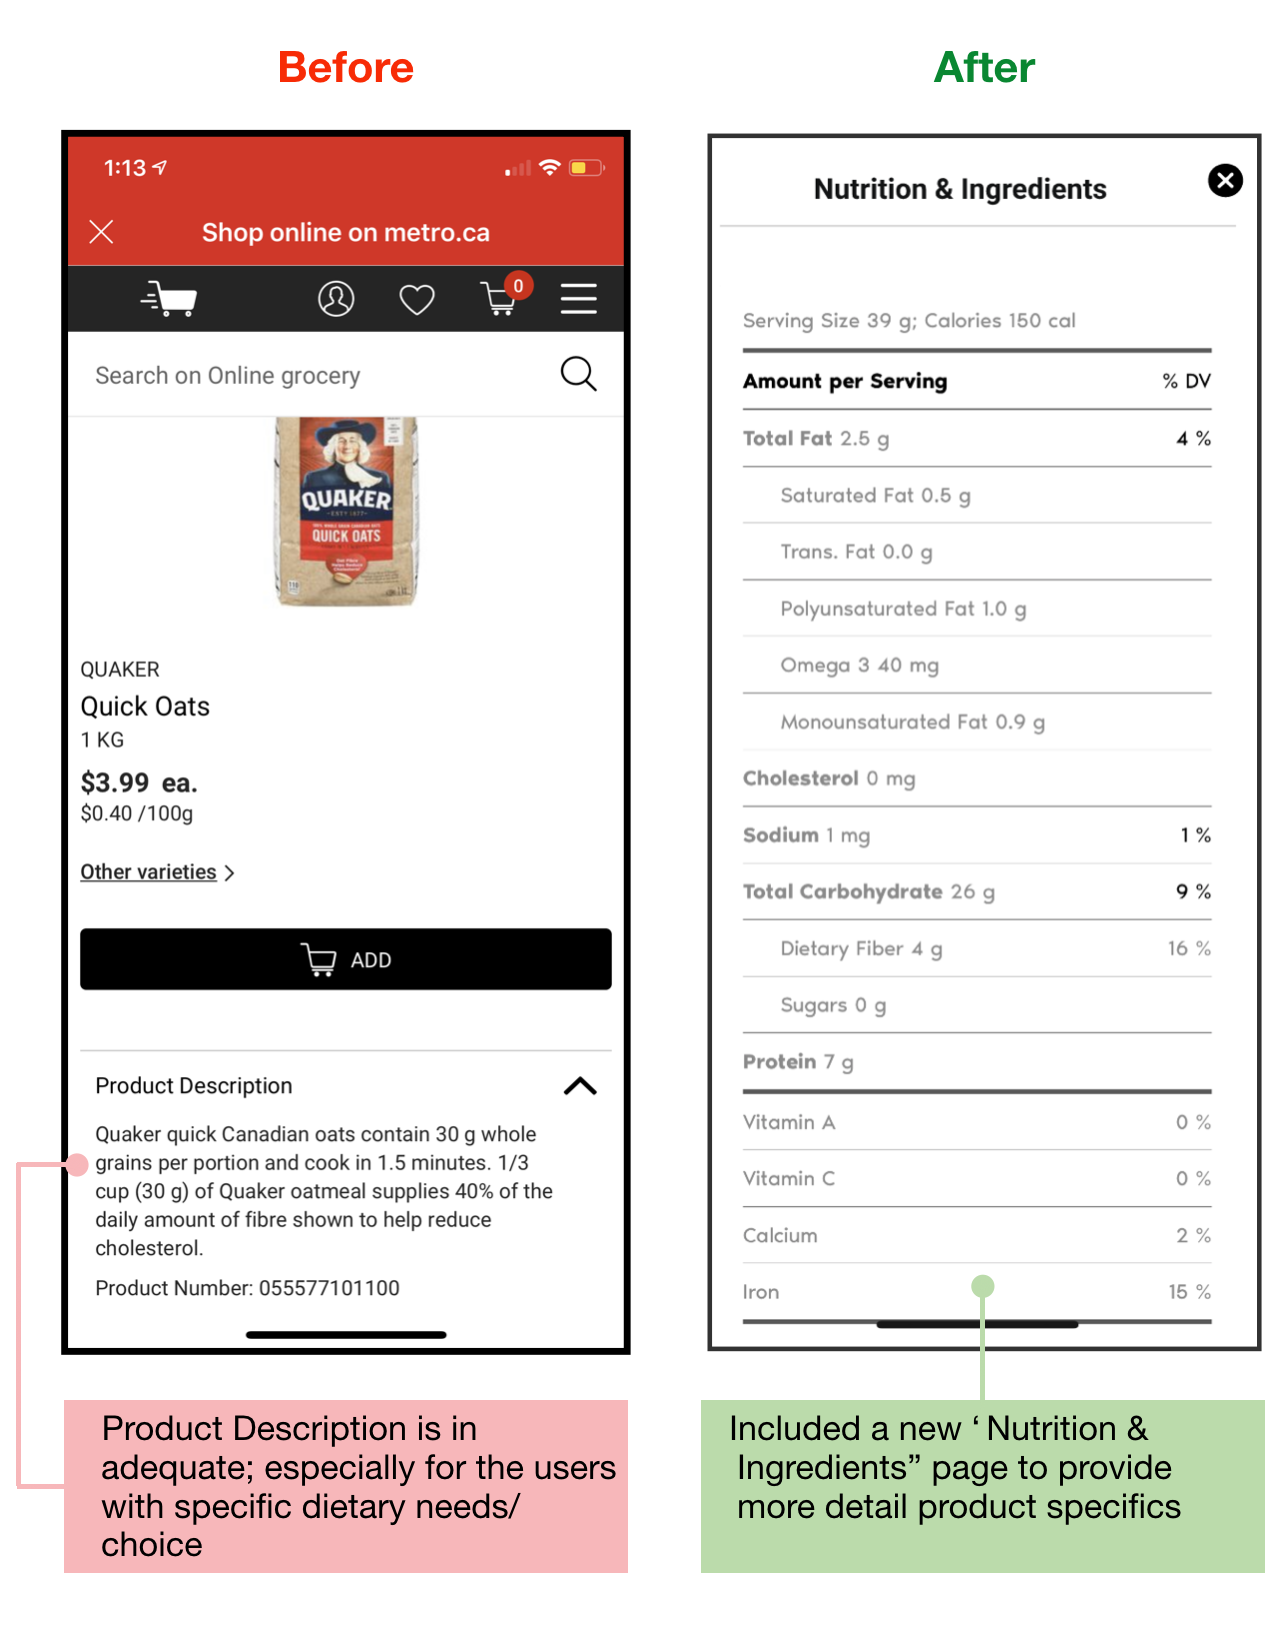 Before
After
1:13
Shop online on metro.ca
0
Search on Online grocery
QUAKER
QUICK OATS
QUAKER
Quick Oats
1 KG
$3.99 ea.
$0.40 /100g
Other varieties >
ADD
Product Description
Quaker quick Canadian oats contain 30 g whole
grains per portion and cook in 1.5 minutes. 1/3
cup (30 g) of Quaker oatmeal supplies 40% of the
daily amount of fibre shown to help reduce
cholesterol.
Product Number: 055577101100
Product Description is in
adequate; especially for the users
with specific dietary needs/
choice
Nutrition & Ingredients
Serving Size 39 g; Calories 150 cal
Amount per Serving % DV
Total Fat 2.5 g 4 %
Saturated Fat 0.5 g
Trans. Fat 0.0 g
Polyunsaturated Fat 1.0 g
Omega 3 40 mg
Monounsaturated Fat 0.9 g
Cholesterol 0 mg
Sodium 1 mg 1 %
Total Carbohydrate 26 g 9 %
Dietary Fiber 4 g 16 %
Sugars 0 g
Protein 7 g
Vitamin A 0 %
Vitamin C 0 %
Calcium 2 %
Iron 15 %
Included a new ‘ Nutrition &
Ingredients” page to provide
more detail product specifics